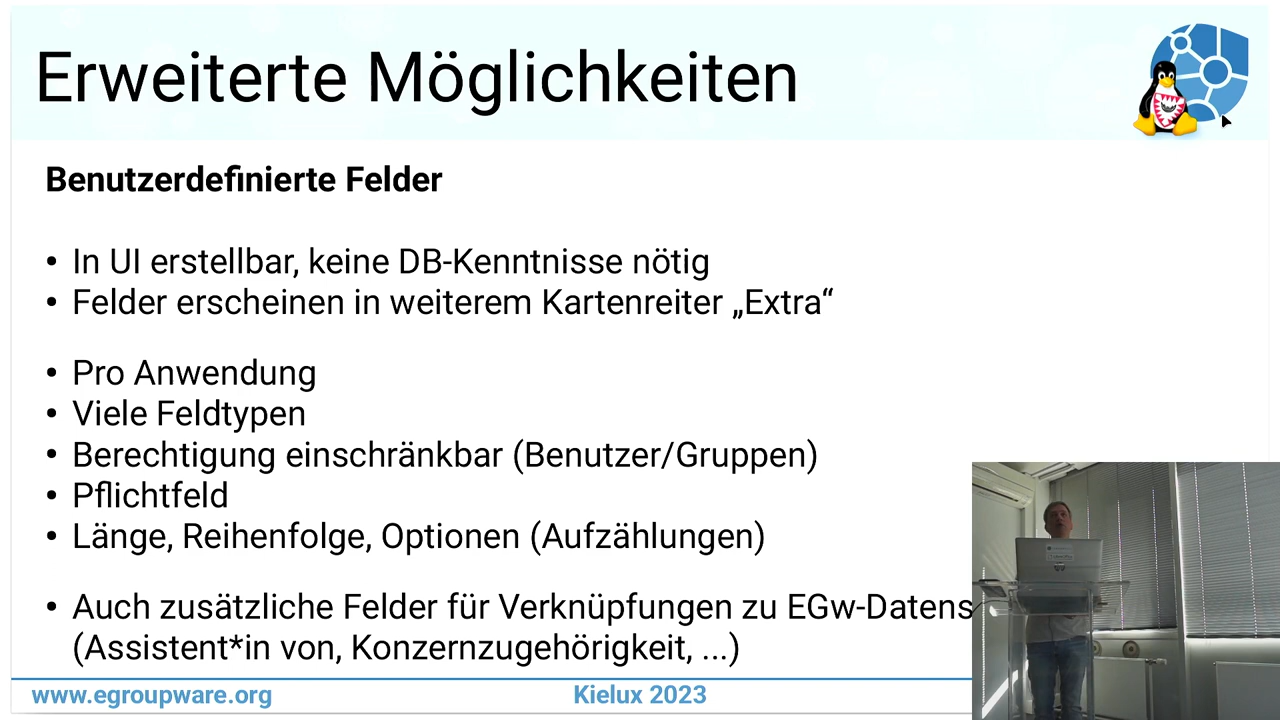 Erweiterte Möglichkeiten
Benutzerdefinierte Felder
• In UI erstellbar, keine DB-Kenntnisse nötig
• Felder erscheinen in weiterem Kartenreiter „Extra“
• Pro Anwendung
• Viele Feldtypen
• Berechtigung einschränkbar (Benutzer/Gruppen)
• Pflichtfeld
• Länge, Reihenfolge, Optionen (Aufzählungen)
• Auch zusätzliche Felder für Verknüpfungen zu EGw-Datens
(Assistent*in von, Konzernzugehörigkeit, ...)
www.egroupware.org
Kielux 2023